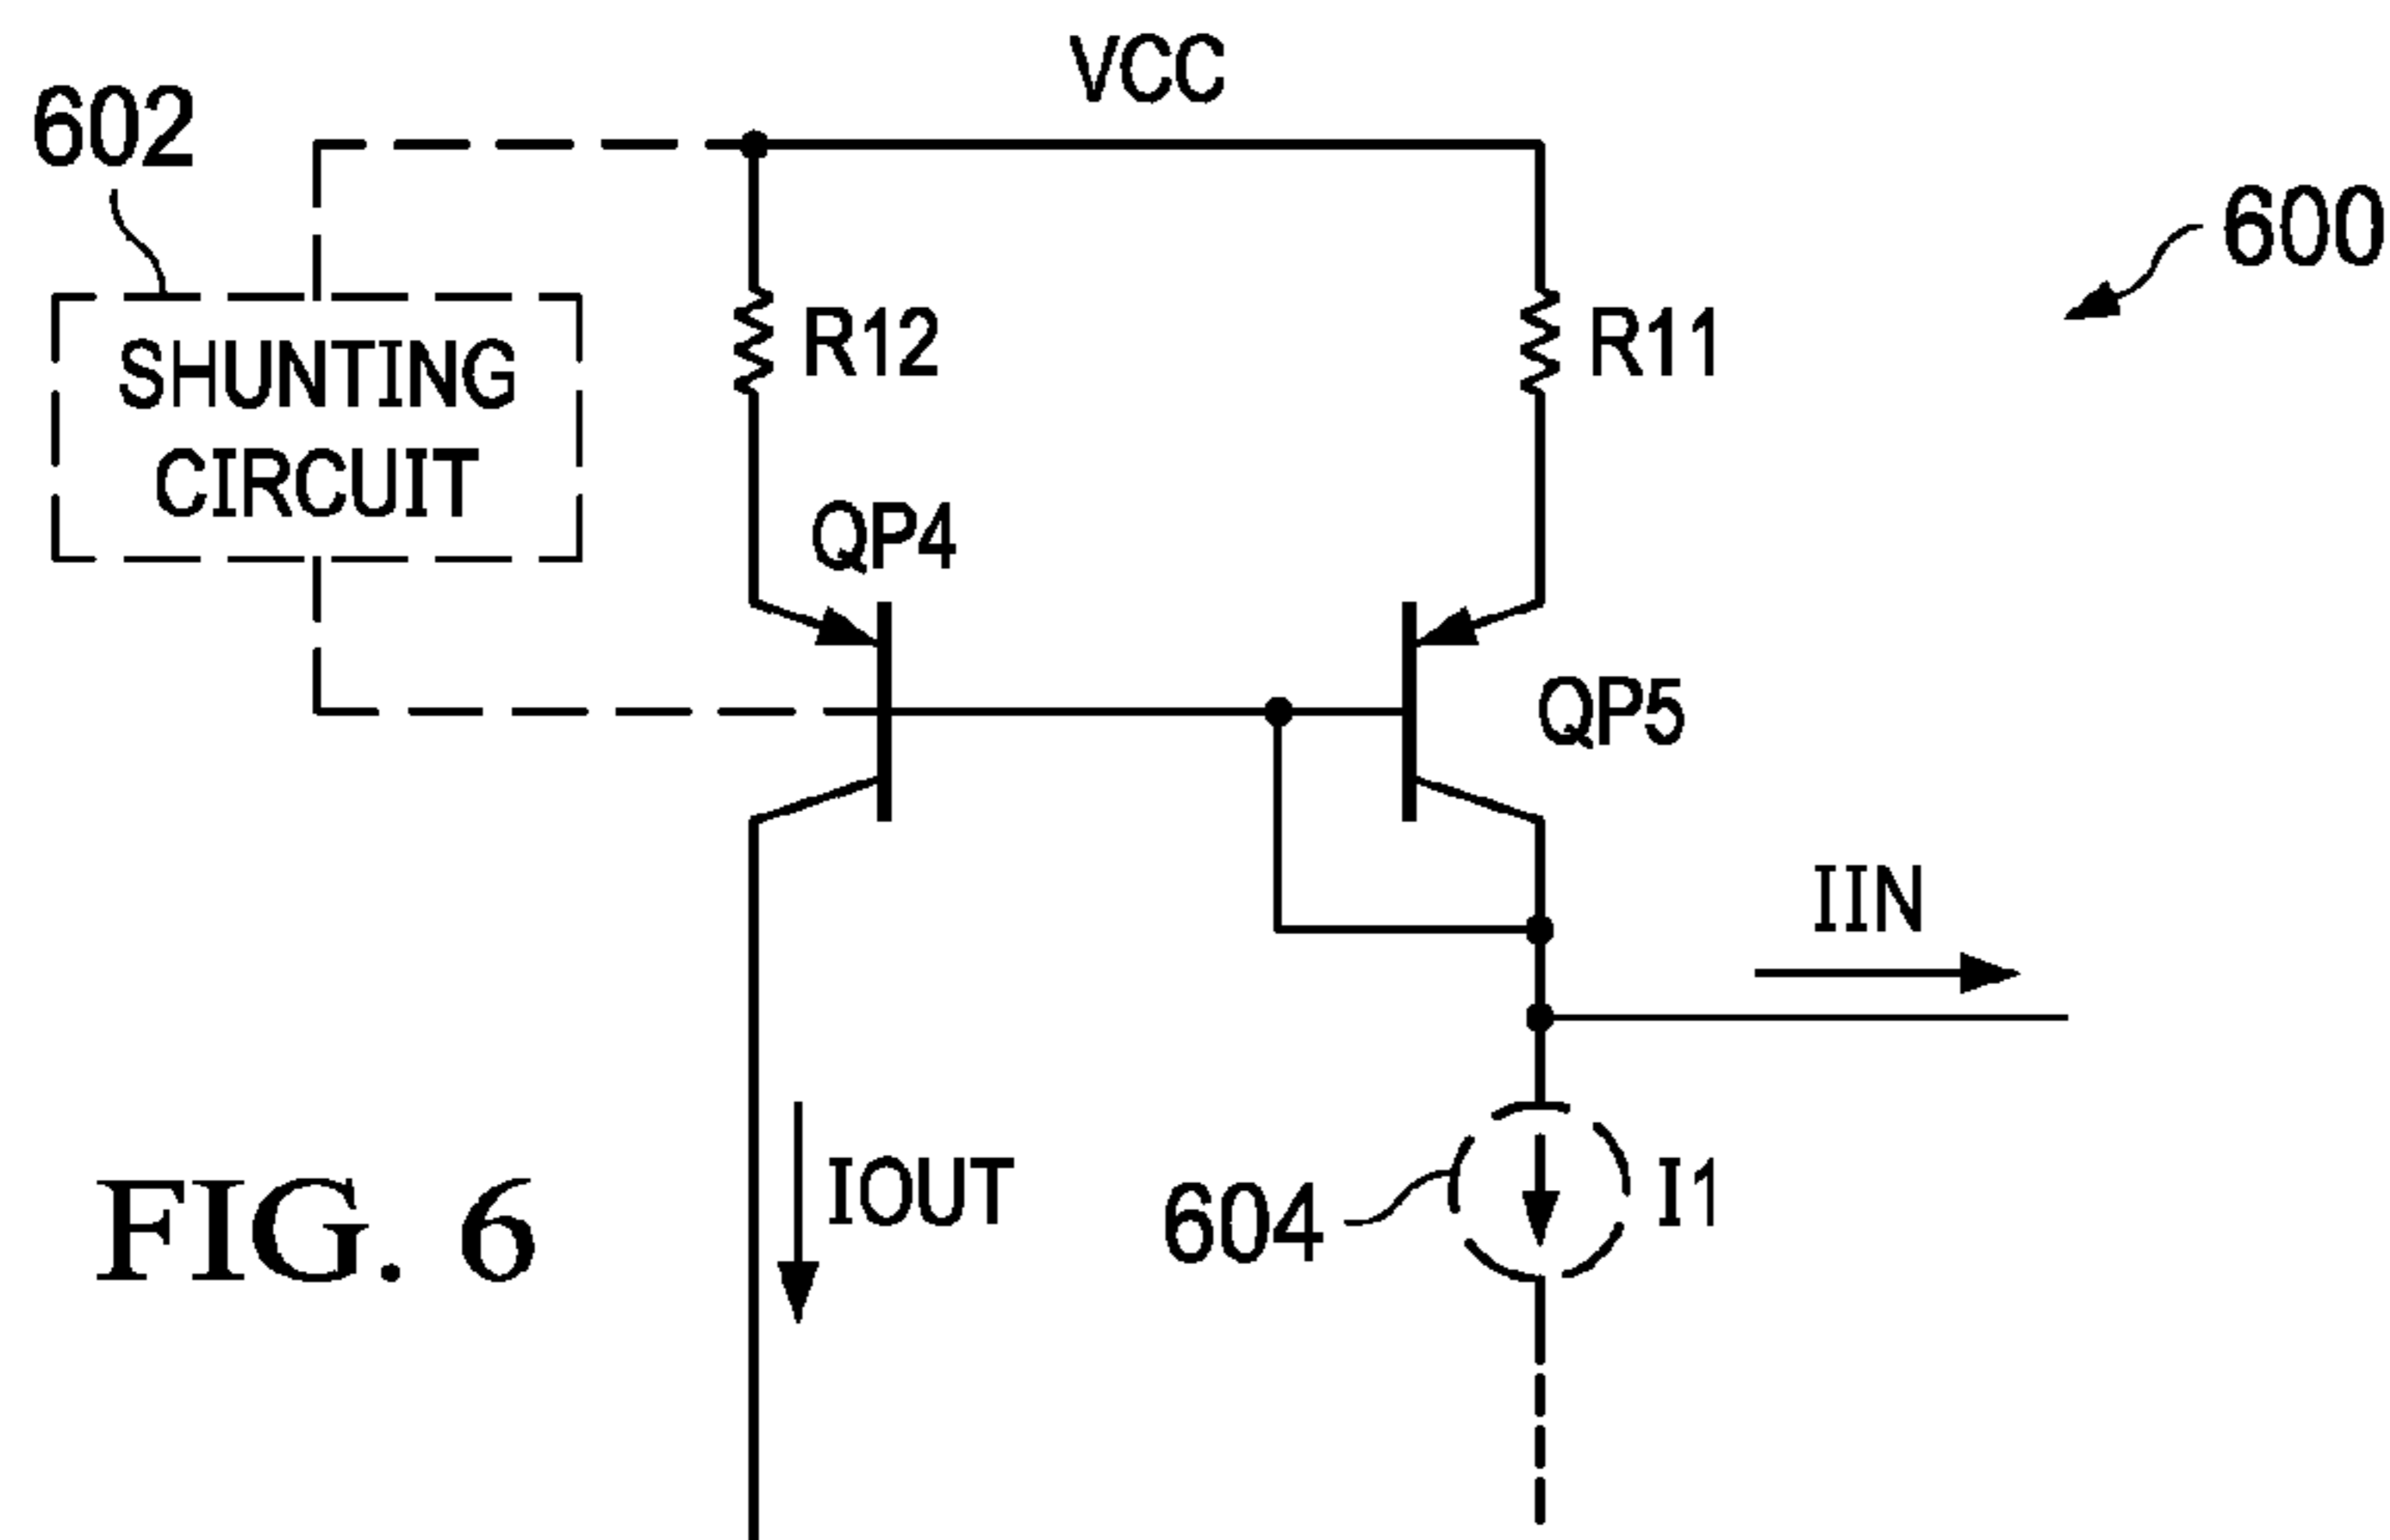 VCC
602
600
R12
R11
SHUNTING
CIRCUIT
QP4
QP5
IIN
IOUT
604
I1
FIG. 6